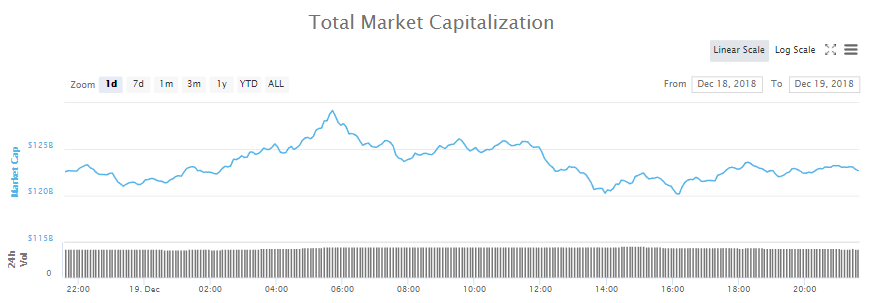 Total Market Capitalization
Linear Scale Log Scale
Zoom 1d 7d 1m 3m 1y YTD ALL From Dec 18, 2018 To Dec 19, 2018
Market Cap
$125B
$120B
$115B
24h Vol
0
22:00 19. Dec 02:00 04:00 06:00 08:00 10:00 12:00 14:00 16:00 18:00 20:00